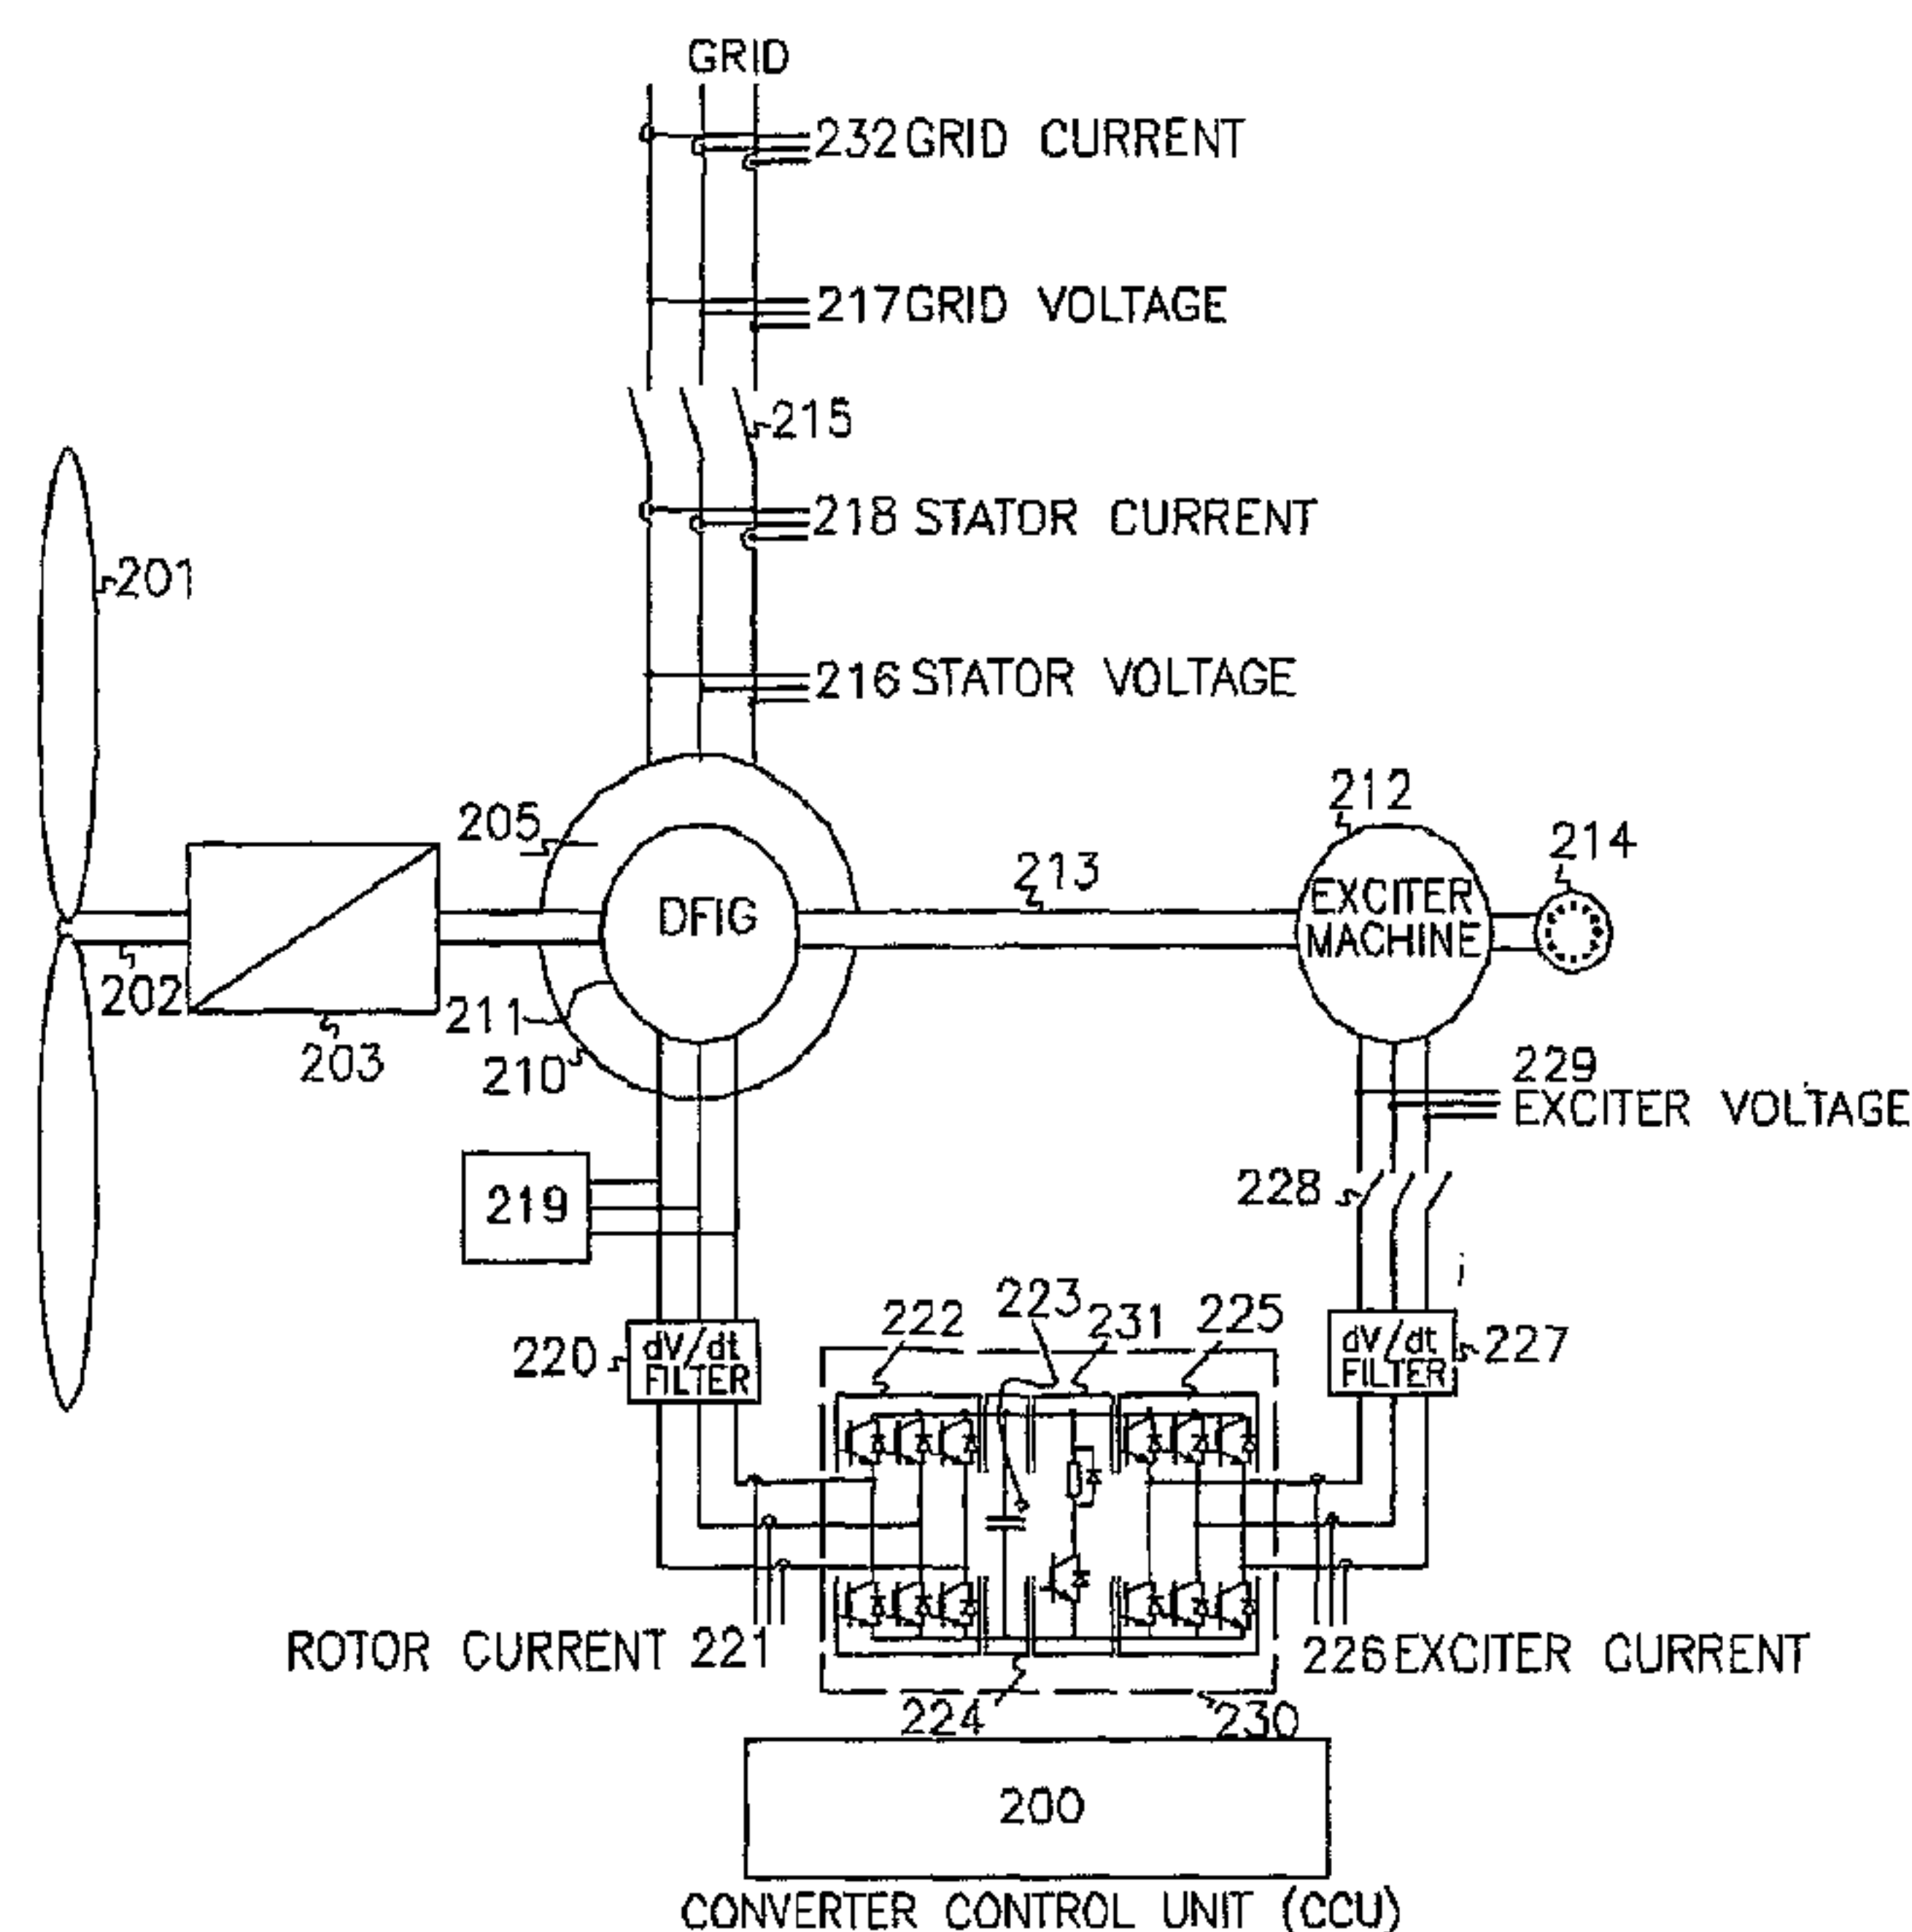 GRID
232 GRID CURRENT
217 GRID VOLTAGE
215
218 STATOR CURRENT
201
216 STATOR VOLTAGE
212
205
214
213
DFIG
EXCITER
MACHINE
202
211
203
210
229
EXCITER VOLTAGE
228
219
223
222
231
225
220
dV/dt
FILTER
dV/dt
FILTER
227
ROTOR CURRENT 221
226 EXCITER CURRENT
224
230
200
CONVERTER CONTROL UNIT (CCU)